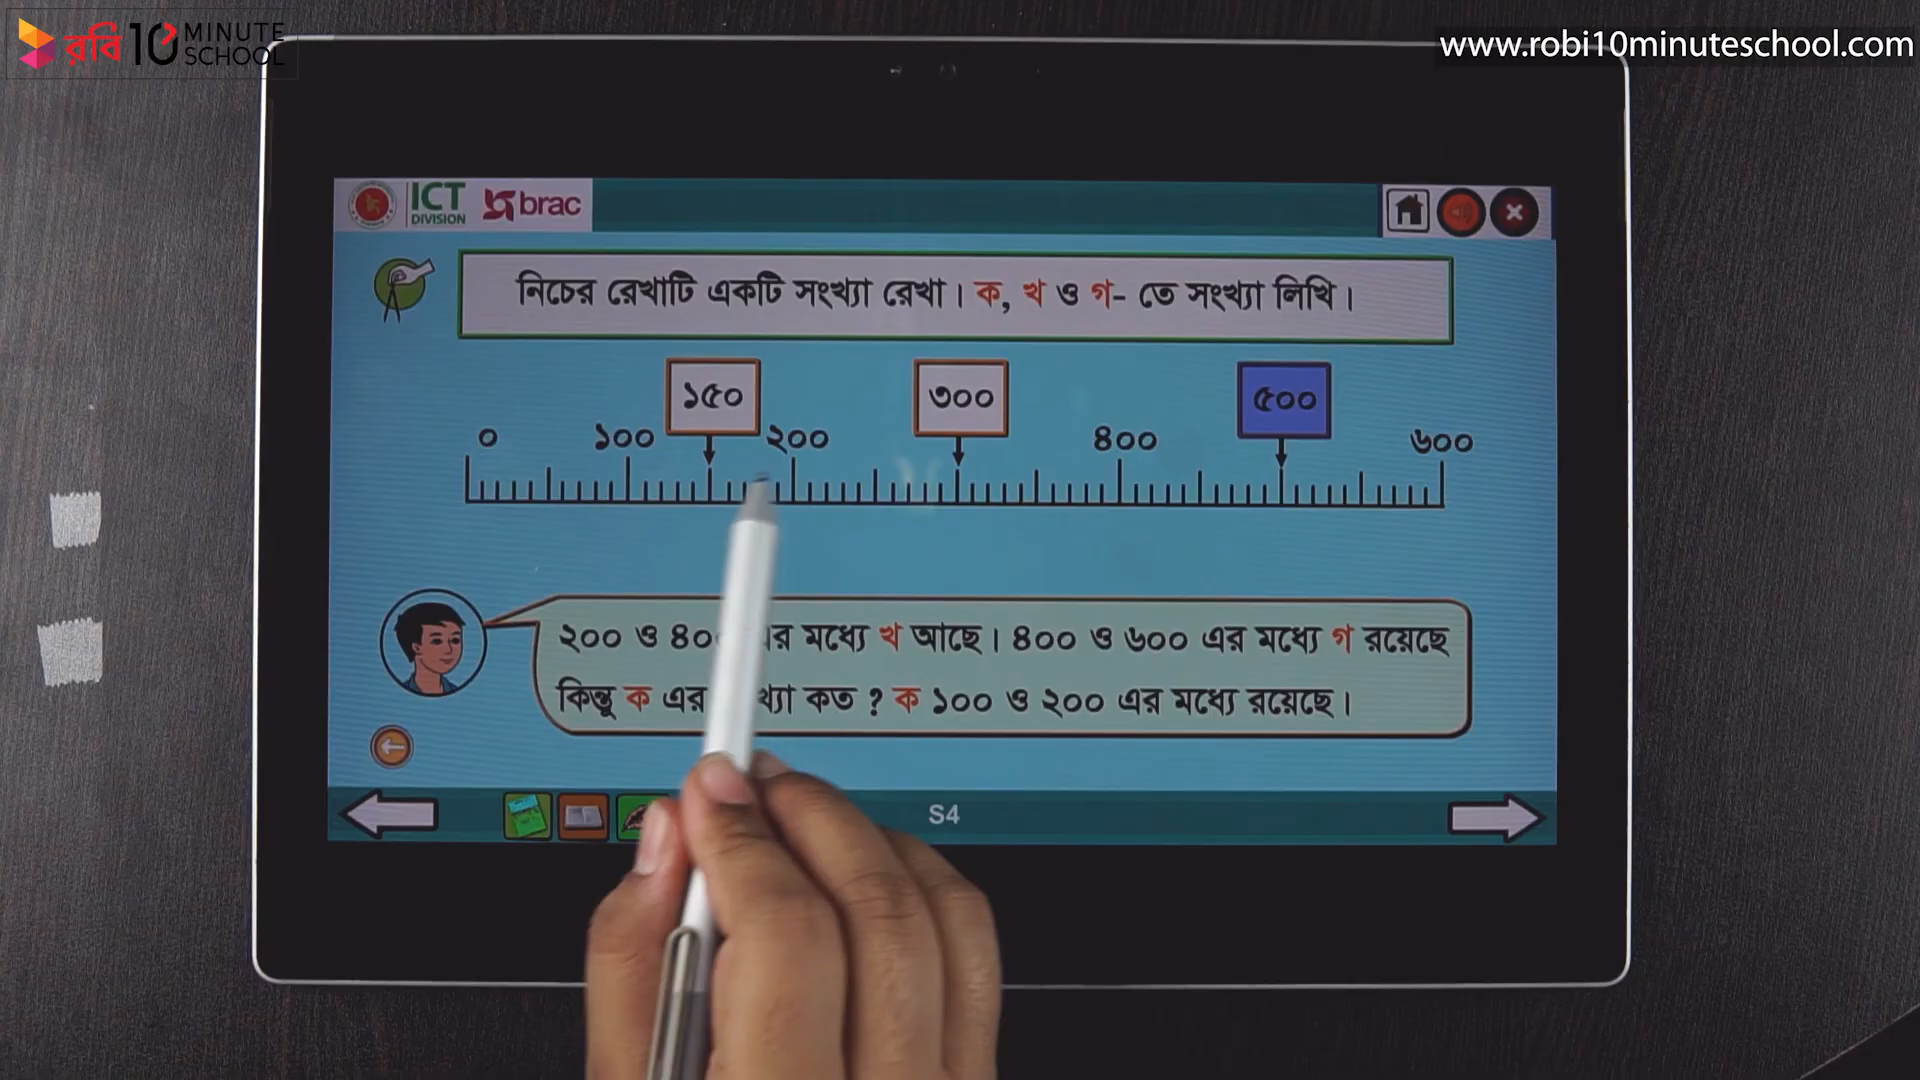 রবি 10 MINUTE SCHOOL
www.robi10minuteschool.com
ICT DIVISION brac
নিচের রেখাটি একটি সংখ্যা রেখা। ক, খ ও গ- তে সংখ্যা লিখি।
১৫০ ৩০০ ৫০০
০ ১০০ ২০০ ৪০০ ৬০০
২০০ ও ৪০ এর মধ্যে খ আছে। ৪০০ ও ৬০০ এর মধ্যে গ রয়েছে
কিন্তু ক এর কত ? ক ১০০ ও ২০০ এর মধ্যে রয়েছে।
S4